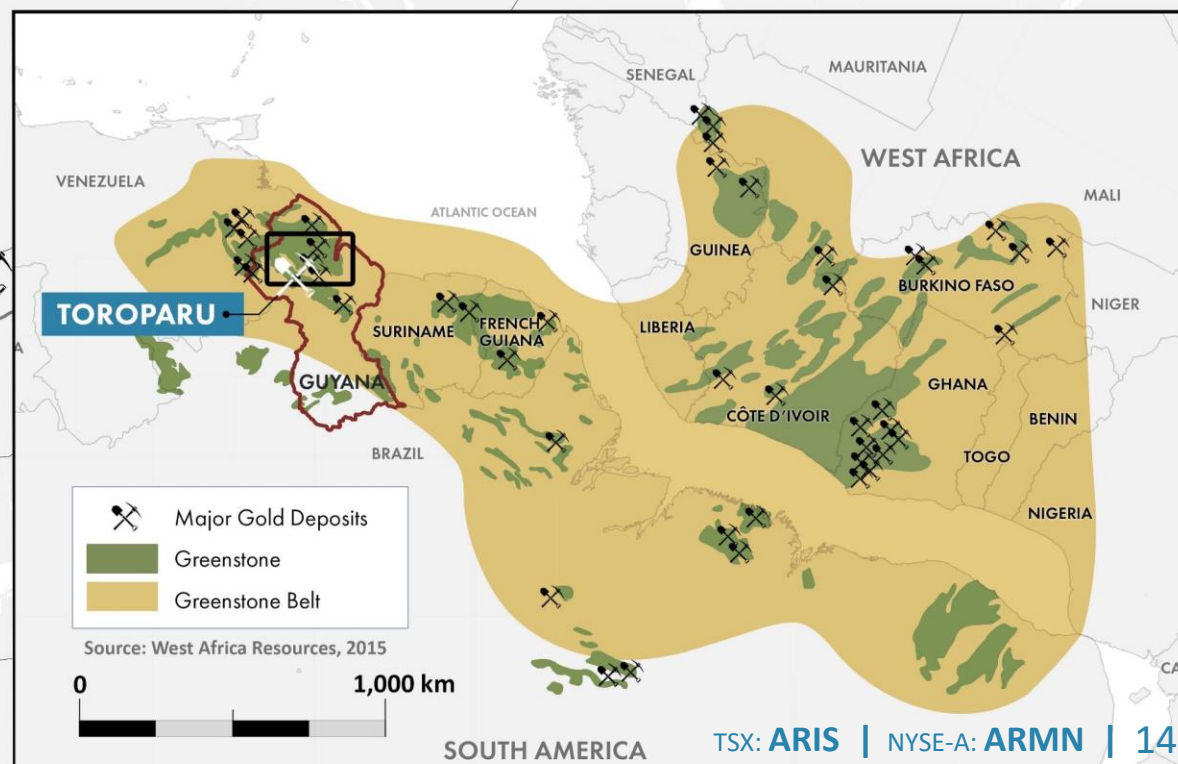 SENEGAL
MAURITANIA
WEST AFRICA
VENEZUELA
MALI
ATLANTIC OCEAN
GUINEA
BURKINO FASO
TOROPARU
NIGER
SURINAME
FRENCH
GUIANA
LIBERIA
GUYANA
GHANA
CÔTE D'IVOIR
BENIN
BRAZIL
TOGO
NIGERIA
Major Gold Deposits
Greenstone
Greenstone Belt
Source: West Africa Resources, 2015
0 1,000 km
CA
SOUTH AMERICA
TSX: ARIS | NYSE-A: ARMN | 14